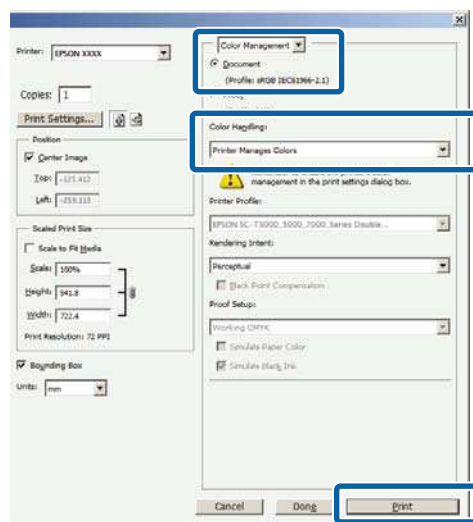 Printer: EPSON XXXX
Copies: 1
Print Settings...
Position
Center Image
Top: -125.412
Left: -259.115
Scaled Print Size
Scale to Fit Media
Scale: 100%
Height: 941.8
Width: 722.4
Print Resolution: 72 PPI
Bounding Box
Units: mm
Color Management
Document
(Profile: sRGB IEC61966-2.1)
Color Handling:
Printer Manages Colors
management in the print settings dialog box.
Printer Profile:
EPSON SC-T3000_5000_7000_Series Double...
Rendering Intent:
Perceptual
Black Point Compensation
Proof Setup:
Working CMYK
Simulate Paper Color
Simulate Black Ink
Cancel
Done
Print